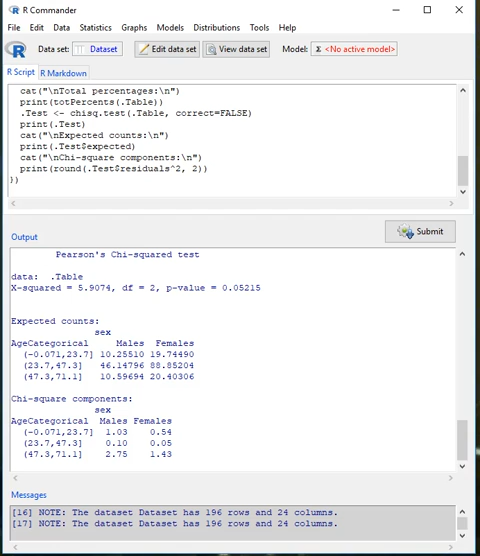 R Commander
File Edit Data Statistics Graphs Models Distributions Tools Help
R Data set: Dataset Edit data set View data set Model: Σ <No active model>
R Script R Markdown
cat("\nTotal percentages:\n")
print(totPercents(.Table))
.Test <- chisq.test(.Table, correct=FALSE)
print(.Test)
cat("\nExpected counts:\n")
print(.Test$expected)
cat("\nChi-square components:\n")
print(round(.Test$residuals^2, 2))
})
Output
Submit
Pearson's Chi-squared test
data: .Table
X-squared = 5.9074, df = 2, p-value = 0.05215
Expected counts:
sex
AgeCategorical Males Females
(-0.071,23.7] 10.25510 19.74490
(23.7,47.3] 46.14796 88.85204
(47.3,71.1] 10.59694 20.40306
Chi-square components:
sex
AgeCategorical Males Females
(-0.071,23.7] 1.03 0.54
(23.7,47.3] 0.10 0.05
(47.3,71.1] 2.75 1.43
Messages
[16] NOTE: The dataset Dataset has 196 rows and 24 columns.
[17] NOTE: The dataset Dataset has 196 rows and 24 columns.